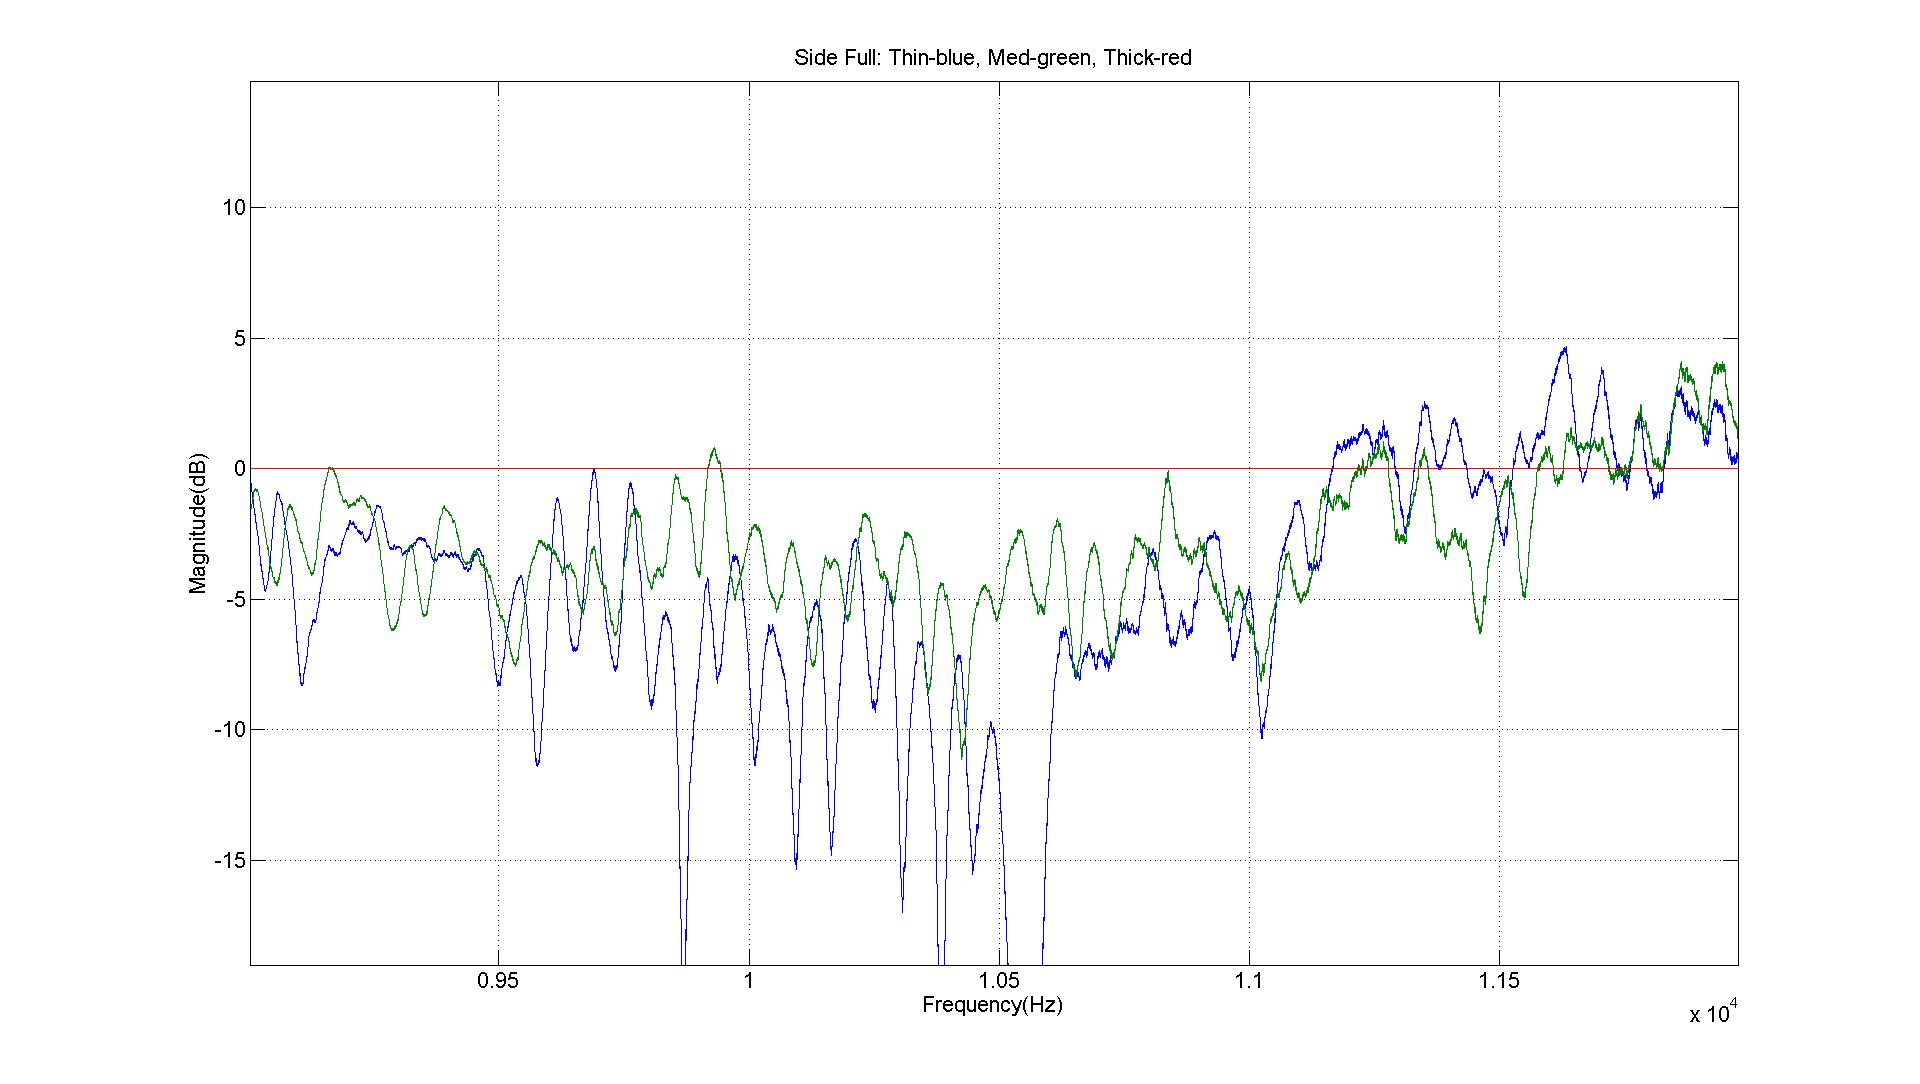 Side Full: Thin-blue, Med-green, Thick-red
10
5
0
-5
-10
-15
Magnitude(dB)
0.95 1 1.05 1.1 1.15
Frequency(Hz)
x 10^4